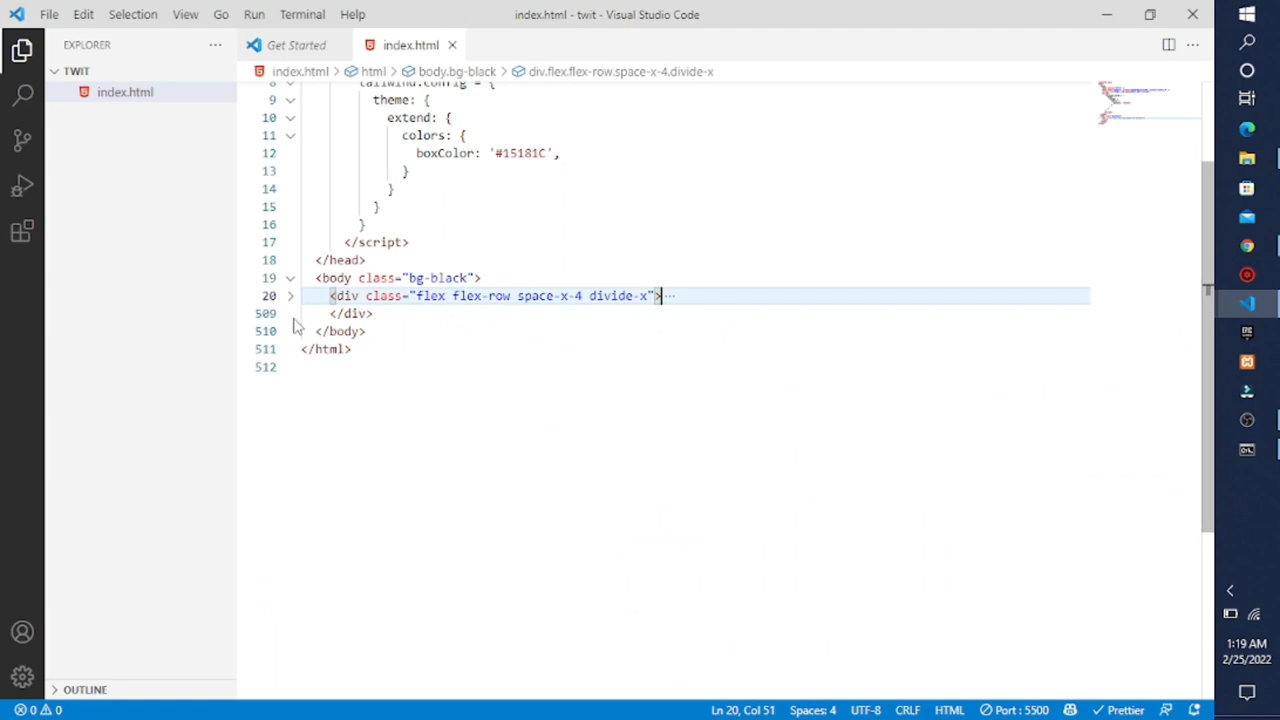 File Edit Selection View Go Run Terminal Help index.html - twit - Visual Studio Code
EXPLORER ··· Get Started index.html
TWIT
index.html > html > body.bg-black > div.flex.flex-row.space-x-4.divide-x
index.html
8 tailwind.config = {
9 theme: {
10 extend: {
11 colors: {
12 boxColor: '#15181C',
13 }
14 }
15 }
16 }
17 </script>
18 </head>
19 <body class="bg-black">
20 <div class="flex flex-row space-x-4 divide-x">···
509 </div>
510 </body>
511 </html>
512
1:19 AM
2/25/2022
OUTLINE
0 0 Ln 20, Col 51 Spaces: 4 UTF-8 CRLF HTML Port : 5500 Prettier